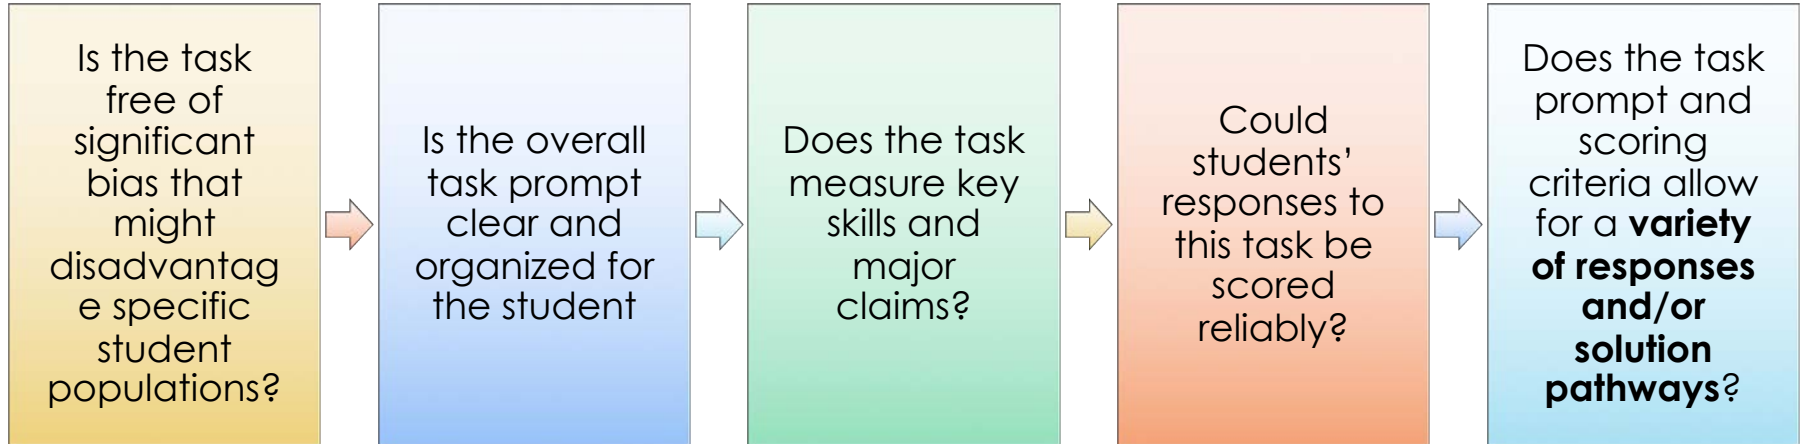 Is the task
free of
significant
bias that
might
disadvantag
e specific
student
populations?
Is the overall
task prompt
clear and
organized for
the student
Does the task
measure key
skills and
major
claims?
Could
students’
responses to
this task be
scored
reliably?
Does the task
prompt and
scoring
criteria allow
for a variety
of responses
and/or
solution
pathways?